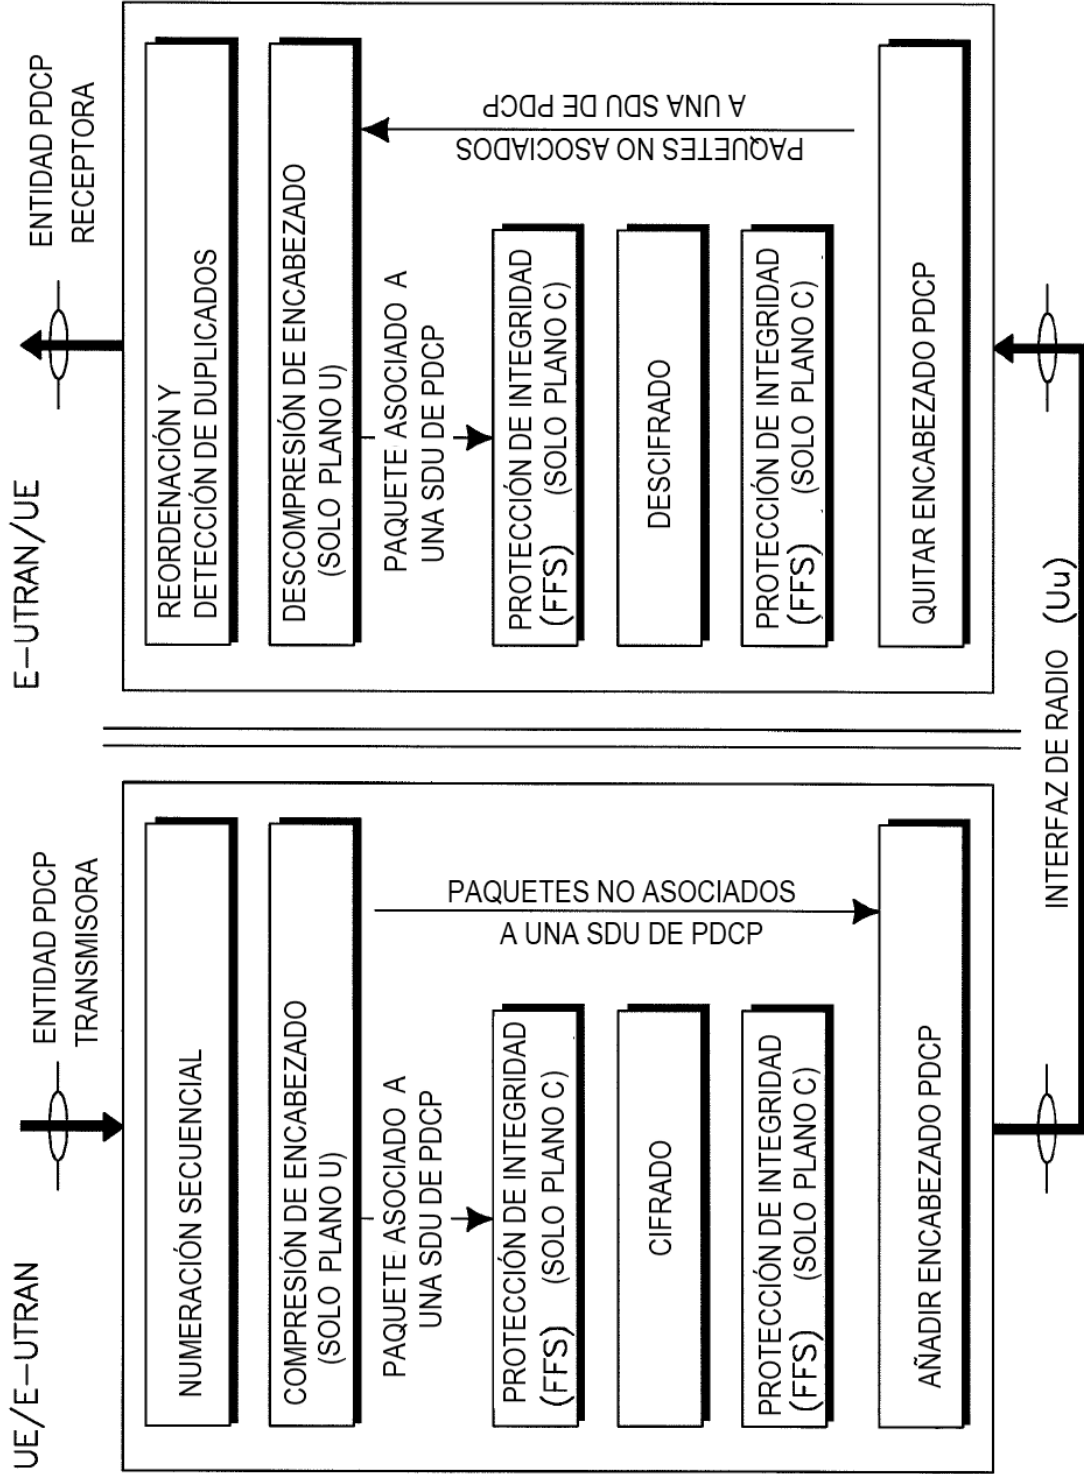 UE/E-UTRAN
ENTIDAD PDCP
TRANSMISORA
NUMERACIÓN SECUENCIAL
COMPRESIÓN DE ENCABEZADO
(SOLO PLANO U)
PAQUETE ASOCIADO A
UNA SDU DE PDCP
PAQUETES NO ASOCIADOS
A UNA SDU DE PDCP
PROTECCIÓN DE INTEGRIDAD
(FFS) (SOLO PLANO C)
CIFRADO
PROTECCIÓN DE INTEGRIDAD
(FFS) (SOLO PLANO C)
AÑADIR ENCABEZADO PDCP
E-UTRAN/UE
ENTIDAD PDCP
RECEPTORA
REORDENACIÓN Y
DETECCIÓN DE DUPLICADOS
DESCOMPRESIÓN DE ENCABEZADO
(SOLO PLANO U)
PAQUETE ASOCIADO A
UNA SDU DE PDCP
PAQUETES NO ASOCIADOS
A UNA SDU DE PDCP
PROTECCIÓN DE INTEGRIDAD
(FFS) (SOLO PLANO C)
DESCIFRADO
PROTECCIÓN DE INTEGRIDAD
(FFS) (SOLO PLANO C)
QUITAR ENCABEZADO PDCP
INTERFAZ DE RADIO (Uu)